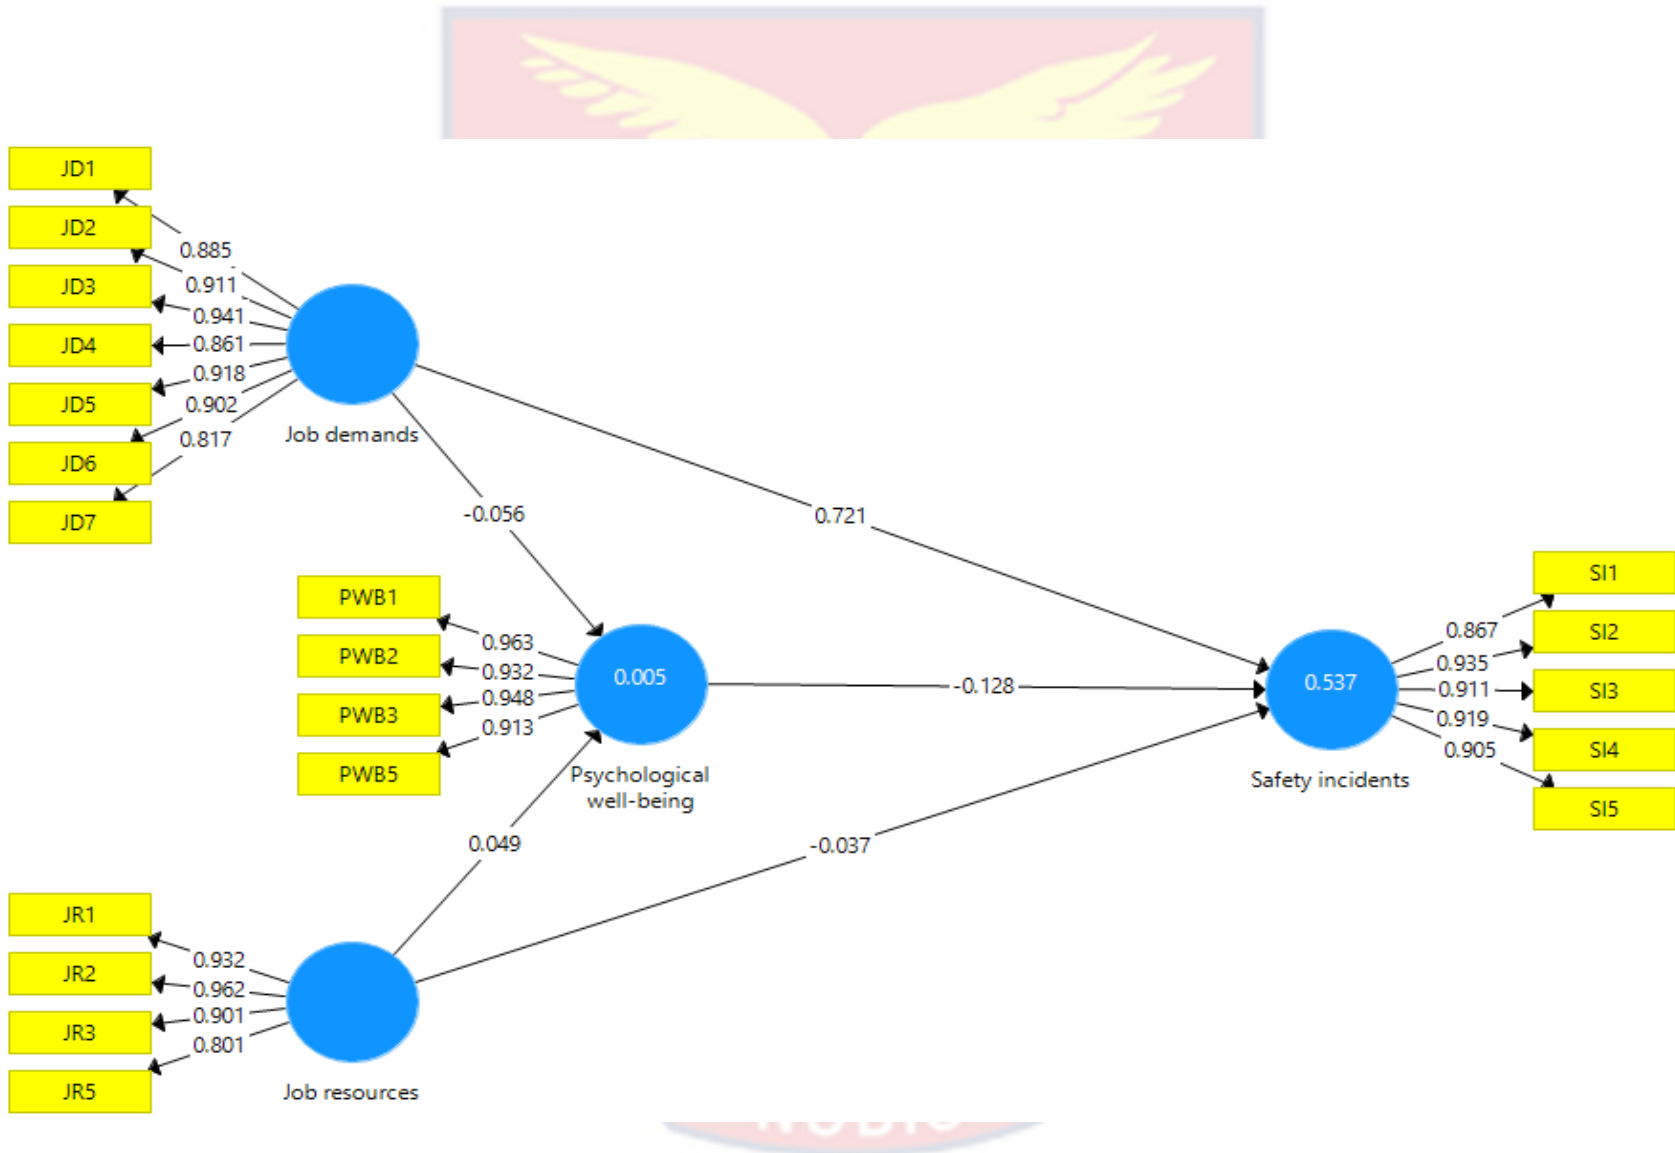 JD1
JD2
JD3
JD4
JD5
JD6
JD7
0.885
0.911
0.941
0.861
0.918
0.902
0.817
Job demands
-0.056
0.721
PWB1
PWB2
PWB3
PWB5
0.963
0.932
0.948
0.913
0.005
Psychological
well-being
-0.128
0.537
Safety incidents
0.867
0.935
0.911
0.919
0.905
SI1
SI2
SI3
SI4
SI5
0.049
-0.037
JR1
JR2
JR3
JR5
0.932
0.962
0.901
0.801
Job resources
NOBIS